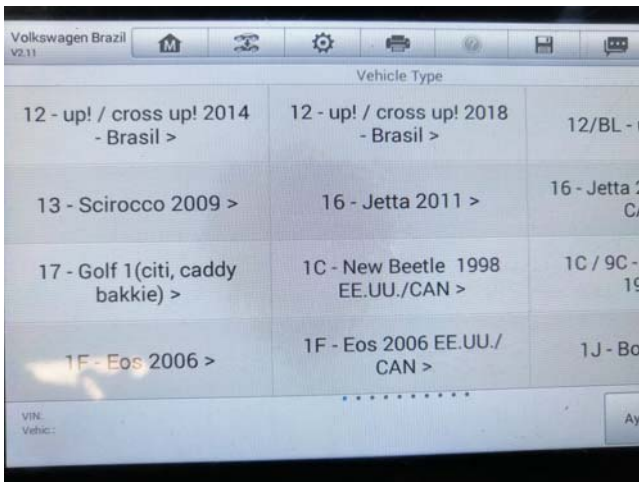 Volkswagen Brazil
V2.11
M
Vehicle Type
12 - up! / cross up! 2014
- Brasil >
12 - up! / cross up! 2018
- Brasil >
12/BL -
13 - Scirocco 2009 >
16 - Jetta 2011 >
16 - Jetta
17 - Golf 1(citi, caddy
bakkie) >
1C - New Beetle 1998
EE.UU./CAN >
1C / 9C -
1F - Eos 2006 >
1F - Eos 2006 EE.UU./
CAN >
1J - Bo
VIN:
Vehic.:
Ay